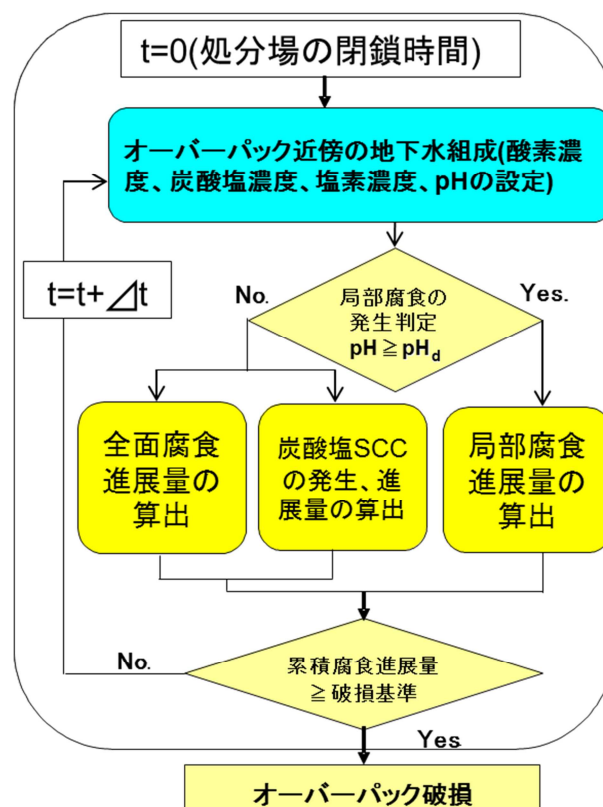 t=0(処分場の閉鎖時間)
オーバーパック近傍の地下水組成(酸素濃
度、炭酸塩濃度、塩素濃度、pHの設定)
t=t+⊿t
No.
局部腐食の
発生判定
pH≧pHd
Yes.
全面腐食
進展量の
算出
炭酸塩SCC
の発生、進
展量の算出
局部腐食
進展量の
算出
No.
累積腐食進展量
≧破損基準
Yes
オーバーパック破損